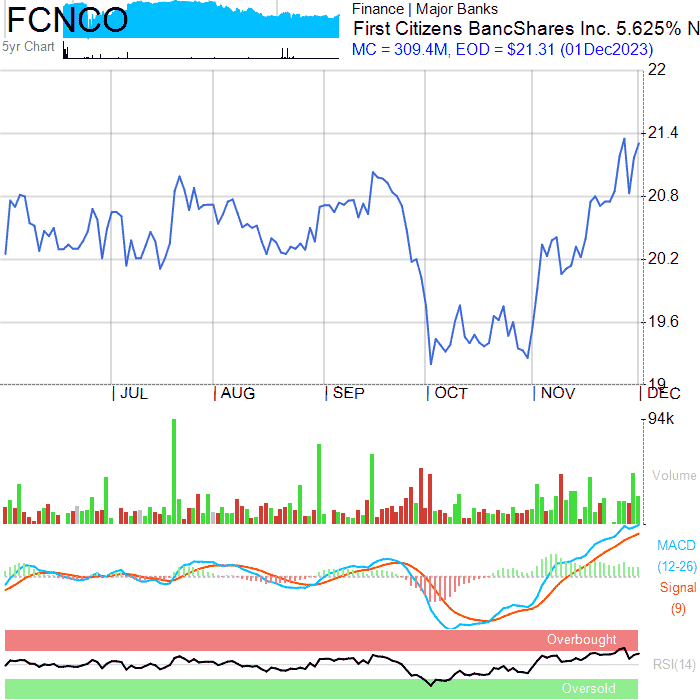 FCNCO
5yr Chart
Finance | Major Banks
First Citizens BancShares Inc. 5.625% N
MC = 309.4M, EOD = $21.31 (01Dec2023)
22
21.4
20.8
20.2
19.6
19
JUL AUG SEP OCT NOV DEC
94k
Volume
MACD
(12-26)
Signal
(9)
Overbought
RSI(14)
Oversold